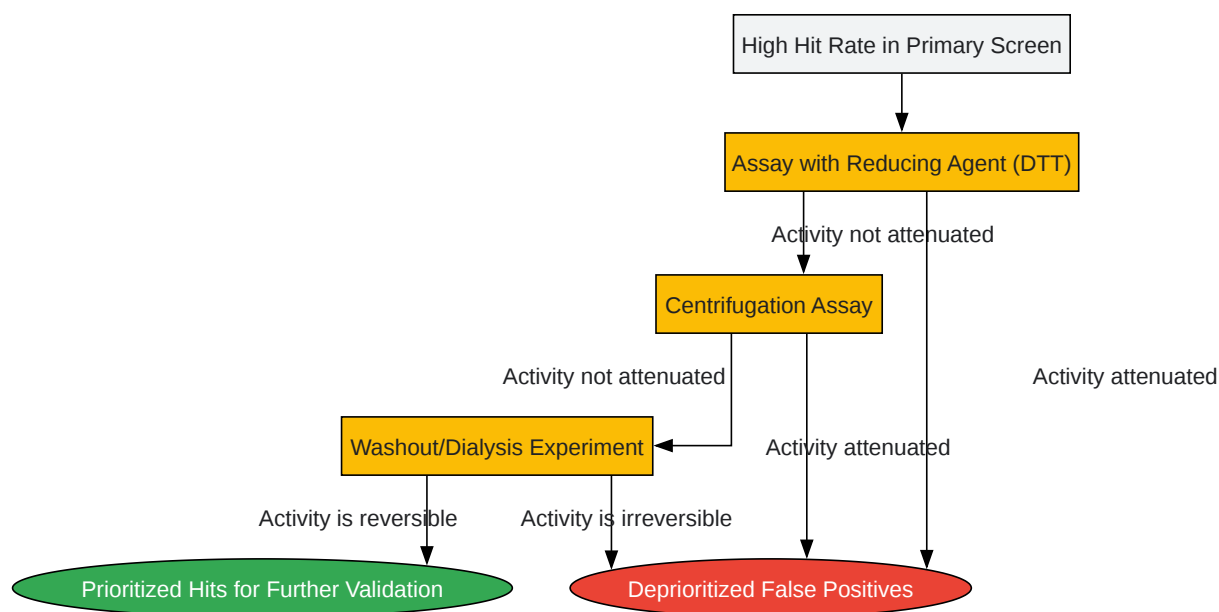 High Hit Rate in Primary Screen
Assay with Reducing Agent (DTT)
Activity not attenuated
Centrifugation Assay
Activity not attenuated
Activity attenuated
Washout/Dialysis Experiment
Activity attenuated
Activity is reversible
Activity is irreversible
Prioritized Hits for Further Validation
Deprioritized False Positives